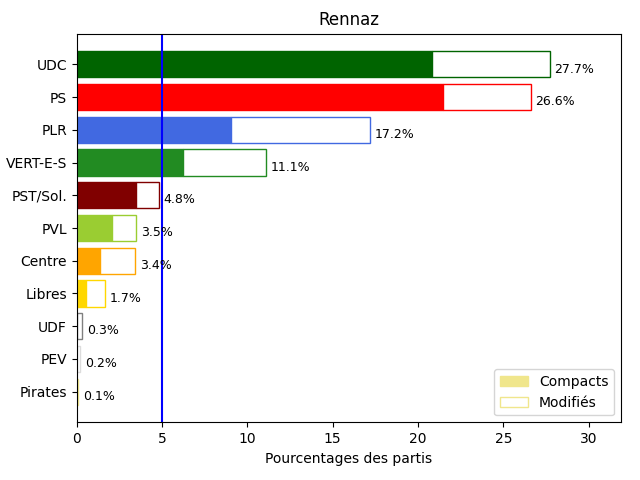 Rennaz
UDC 27.7%
PS 26.6%
PLR 17.2%
VERT-E-S 11.1%
PST/Sol. 4.8%
PVL 3.5%
Centre 3.4%
Libres 1.7%
UDF 0.3%
PEV 0.2%
Pirates 0.1%
Compacts
Modifiés
0 5 10 15 20 25 30
Pourcentages des partis